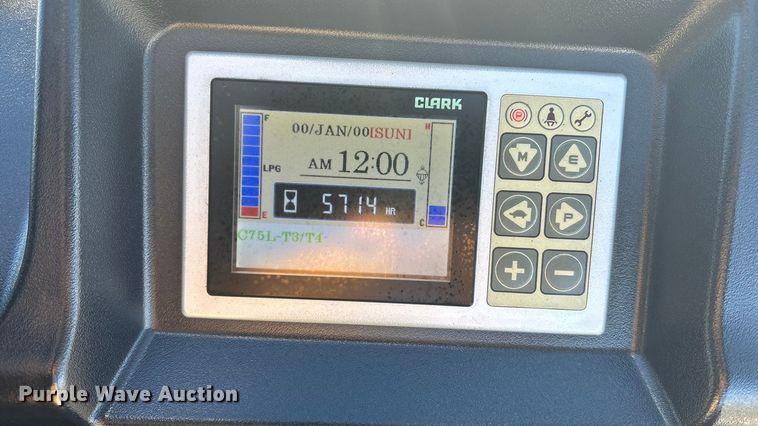 CLARK
F
00/JAN/00[SUN]
H
LPG
AM 12:00
5714 HR
E
C
C75L-T3/T4
P
M
E
P
+
−
Purple Wave Auction